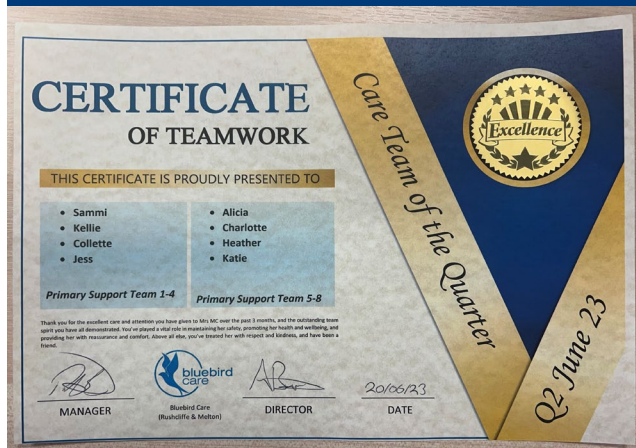 CERTIFICATE
OF TEAMWORK
THIS CERTIFICATE IS PROUDLY PRESENTED TO
• Sammi
• Kellie
• Collette
• Jess
Primary Support Team 1-4
• Alicia
• Charlotte
• Heather
• Katie
Primary Support Team 5-8
Thank you for the excellent care and attention you have given to Mrs MC over the past 3 months, and the outstanding team
spirit you have all demonstrated. You've played a vital role in maintaining her safety, promoting her health and wellbeing, and
providing her with reassurance and comfort. Above all else, you've treated her with respect and kindness, and have been a
friend.
MANAGER
bluebird
care
Bluebird Care
(Rushcliffe & Melton)
DIRECTOR
20/06/23
DATE
Care Team of the Quarter
Excellence
Q2 June 23